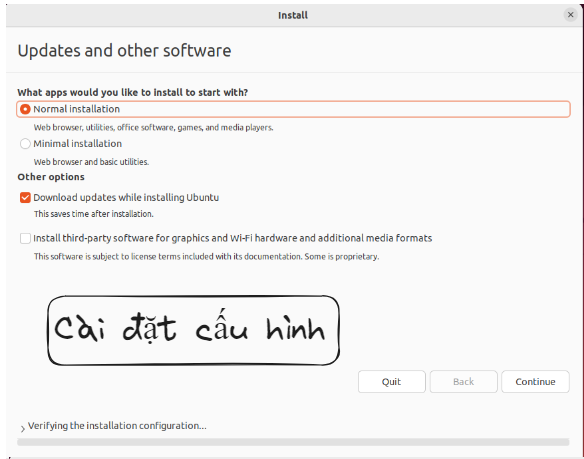 Install
Updates and other software
What apps would you like to install to start with?
Normal installation
Web browser, utilities, office software, games, and media players.
Minimal installation
Web browser and basic utilities.
Other options
Download updates while installing Ubuntu
This saves time after installation.
Install third-party software for graphics and Wi-Fi hardware and additional media formats
This software is subject to license terms included with its documentation. Some is proprietary.
Cài đặt cấu hình
Quit Back Continue
Verifying the installation configuration...